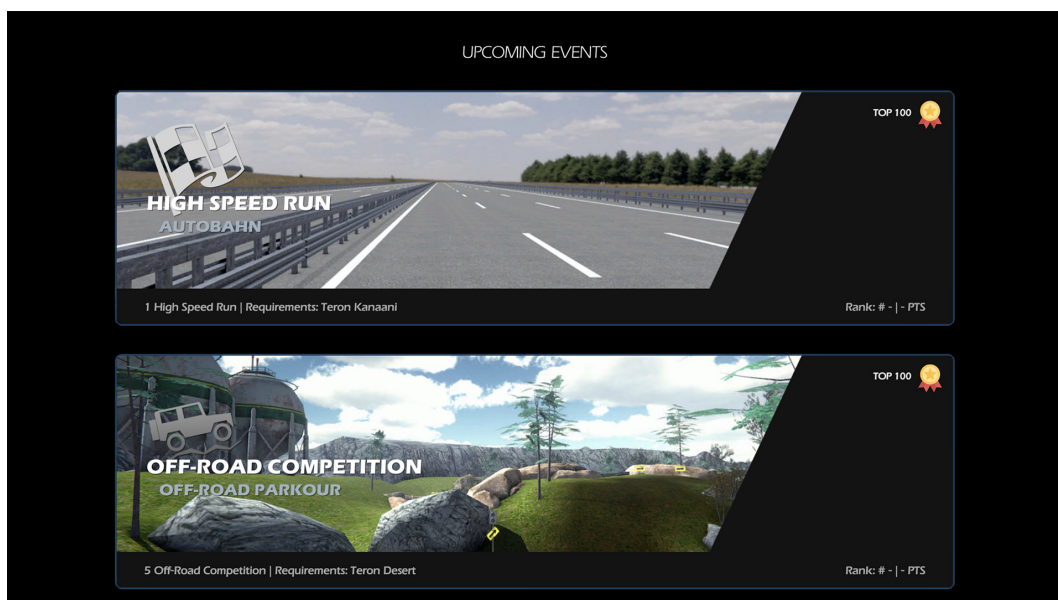 UPCOMING EVENTS
TOP 100
HIGH SPEED RUN
AUTOBAHN
1 High Speed Run | Requirements: Teron Kanaani
Rank: # - | - PTS
TOP 100
OFF-ROAD COMPETITION
OFF-ROAD PARKOUR
5 Off-Road Competition | Requirements: Teron Desert
Rank: # - | - PTS